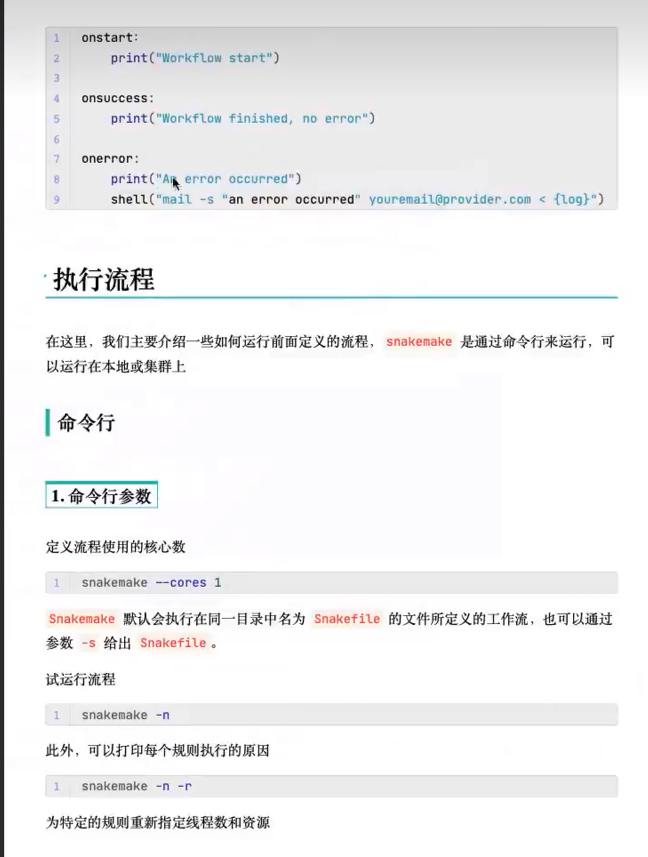 1 onstart:
2 print("Workflow start")
3
4 onsuccess:
5 print("Workflow finished, no error")
6
7 onerror:
8 print("An error occurred")
9 shell("mail -s "an error occurred" youremail@provider.com < {log}")
执行流程
在这里，我们主要介绍一些如何运行前面定义的流程， snakemake 是通过命令行来运行，可
以运行在本地或集群上
命令行
1. 命令行参数
定义流程使用的核心数
1 snakemake --cores 1
Snakemake 默认会执行在同一目录中名为 Snakefile 的文件所定义的工作流，也可以通过
参数 -s 给出 Snakefile 。
试运行流程
1 snakemake -n
此外，可以打印每个规则执行的原因
1 snakemake -n -r
为特定的规则重新指定线程数和资源